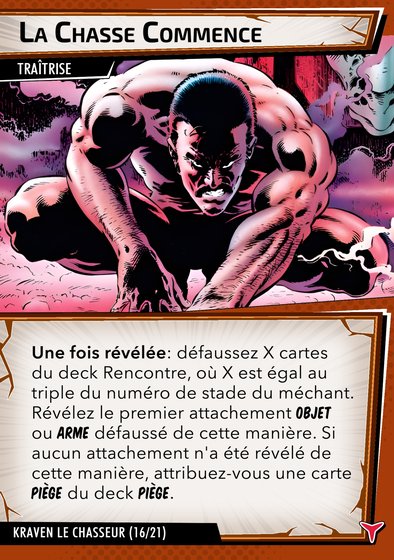 La Chasse Commence
TRAÎTRISE
Une fois révélée: défaussez X cartes
du deck Rencontre, où X est égal au
triple du numéro de stade du méchant.
Révélez le premier attachement OBJET
ou ARME défaussé de cette manière. Si
aucun attachement n'a été révélé de
cette manière, attribuez-vous une carte
PIÈGE du deck PIÈGE.
KRAVEN LE CHASSEUR (16/21)